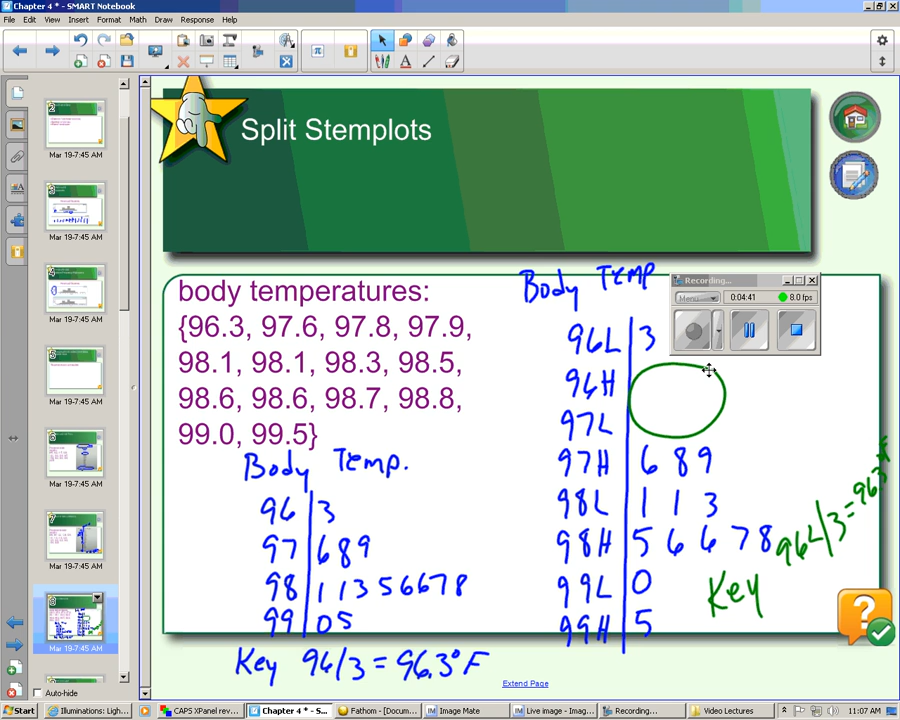 Chapter 4 * - SMART Notebook
File Edit View Insert Format Math Draw Response Help
Split Stemplots
2
Mar 19-7:45 AM
3
Mar 19-7:45 AM
4
Mar 19-7:45 AM
5
Mar 19-7:45 AM
6
Mar 19-7:45 AM
7
Mar 19-7:45 AM
8
Mar 19-7:45 AM
body temperatures:
{96.3, 97.6, 97.8, 97.9,
98.1, 98.1, 98.3, 98.5,
98.6, 98.6, 98.7, 98.8,
99.0, 99.5}
Body Temp.
96 | 3
97 | 6 8 9
98 | 1 1 3 5 6 6 7 8
99 | 0 5
Key 96/3 = 96.3° F
Body Temp
96L | 3
96H |
97L |
97H | 6 8 9
98L | 1 1 3
98H | 5 6 6 7 8
99L | 0
99H | 5
Key 96L/3 = 96.3° F
Recording...
Menu
0:04:41 8.0 fps
Extend Page
Auto-hide
Start Illuminations: Ligh... CAPS XPanel rev... Chapter 4 * - S... Fathom - [Docum... Image Mate Live image - Imag... Recording... Video Lectures 11:07 AM